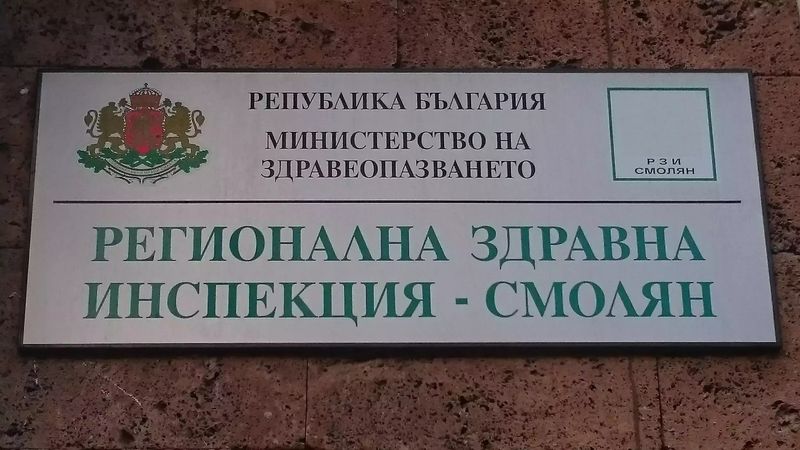 РЕПУБЛИКА БЪЛГАРИЯ
МИНИСТЕРСТВО НА
ЗДРАВЕОПАЗВАНЕТО
РЗИ
СМОЛЯН
РЕГИОНАЛНА ЗДРАВНА
ИНСПЕКЦИЯ - СМОЛЯН